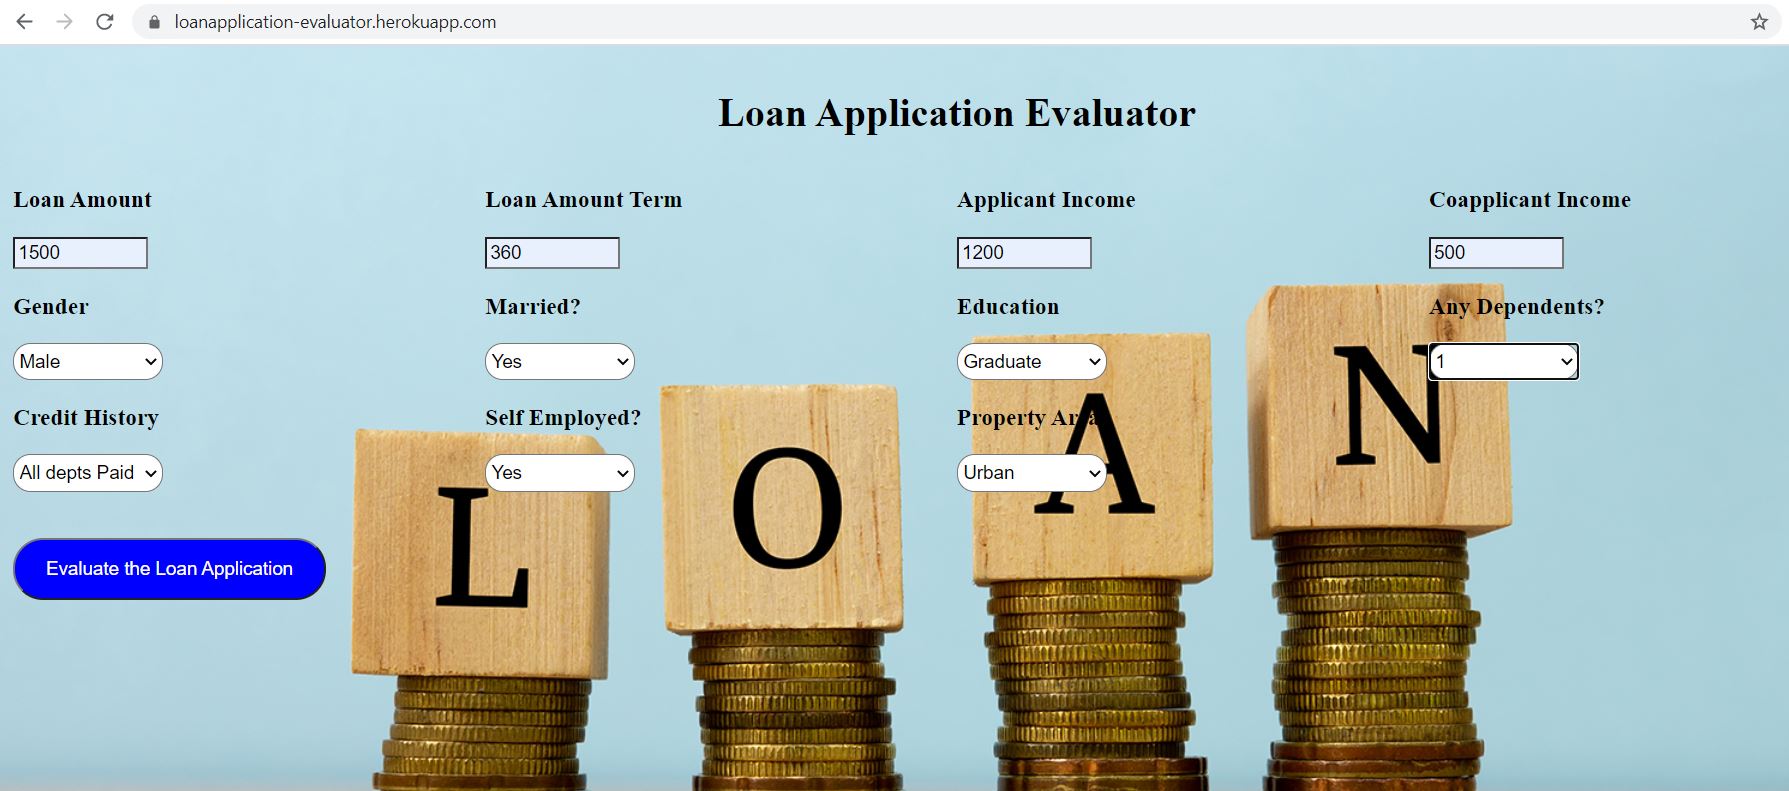 loanapplication-evaluator.herokuapp.com
Loan Application Evaluator
Loan Amount Loan Amount Term Applicant Income Coapplicant Income
1500 360 1200 500
Gender Married? Education Any Dependents?
Male Yes Graduate 1
Credit History Self Employed? Property Area
All depts Paid Yes Urban
Evaluate the Loan Application
L O A N